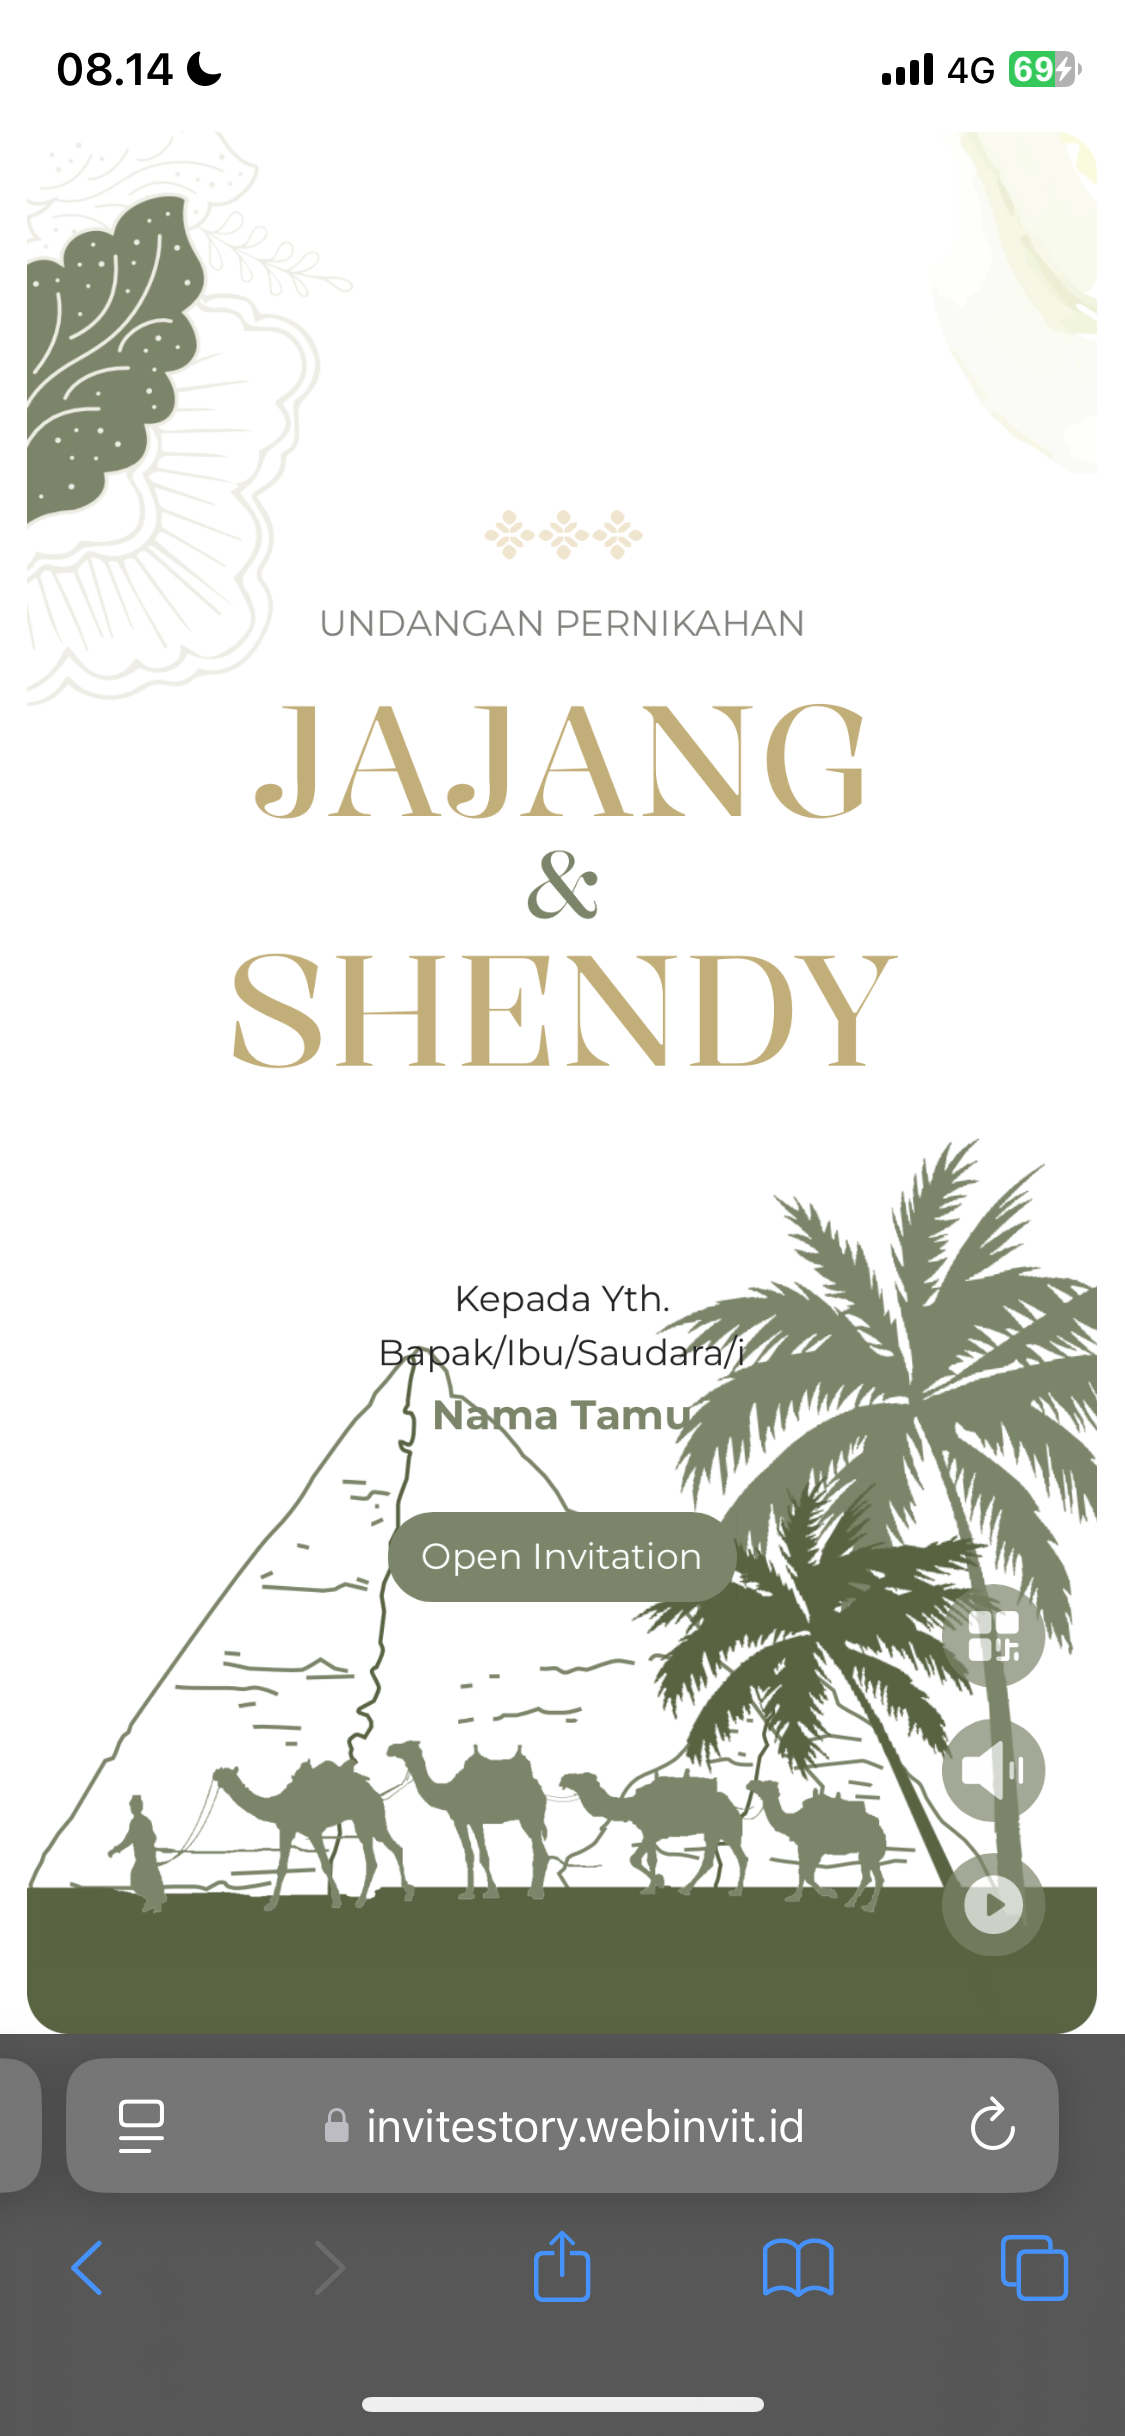 08.14
4G
69
UNDANGAN PERNIKAHAN
JAJANG
&
SHENDY
Kepada Yth.
Bapak/Ibu/Saudara/i
Nama Tamu
Open Invitation
invitestory.webinvit.id